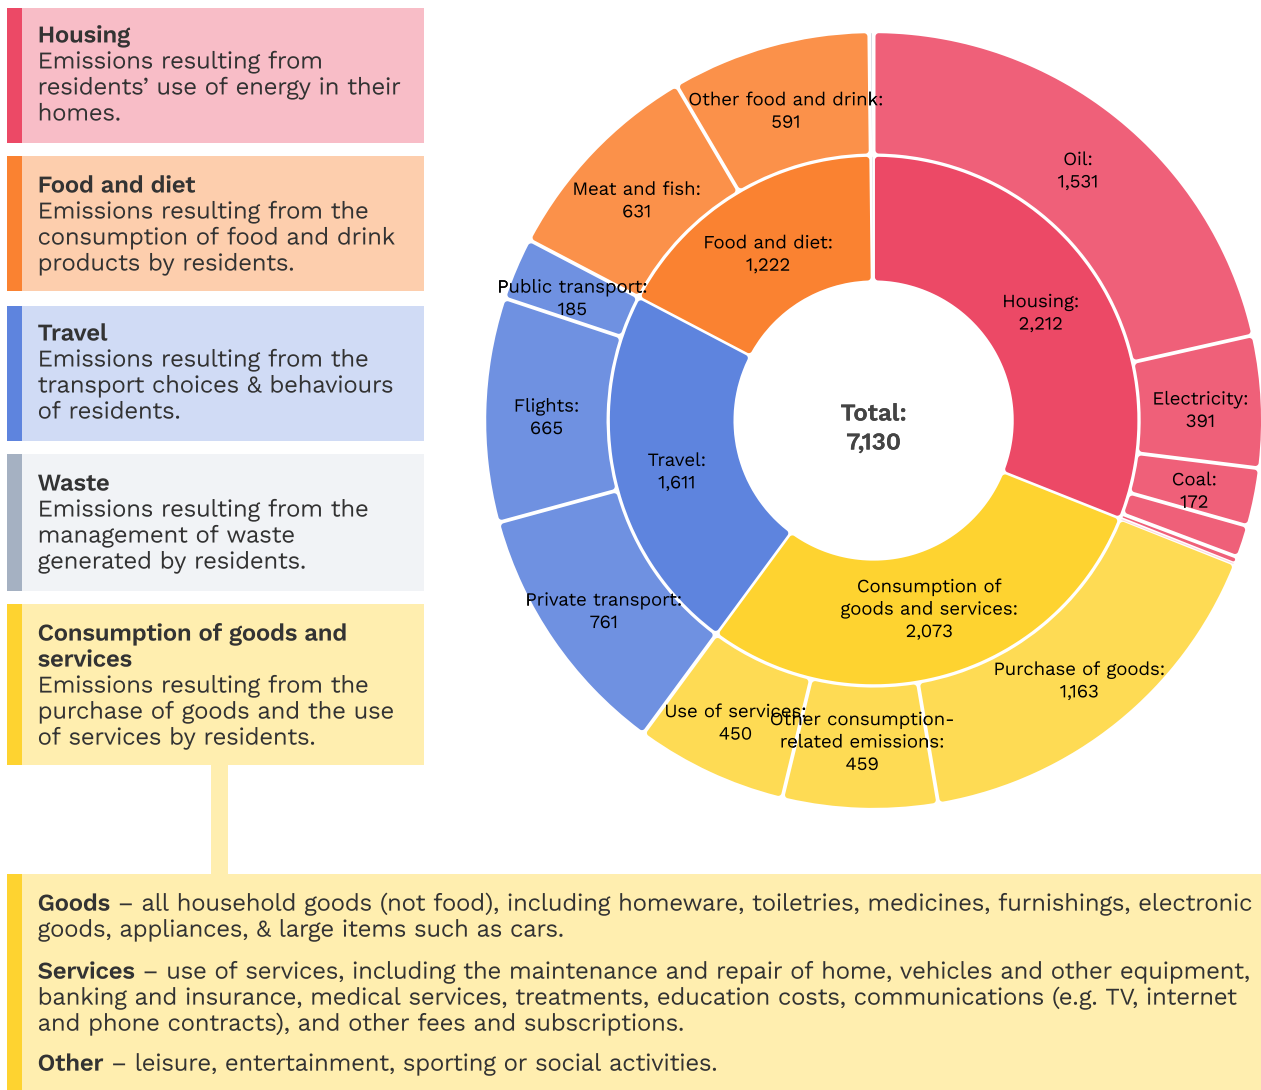 Housing
Emissions resulting from
residents’ use of energy in their
homes.
Food and diet
Emissions resulting from the
consumption of food and drink
products by residents.
Travel
Emissions resulting from the
transport choices & behaviours
of residents.
Waste
Emissions resulting from the
management of waste
generated by residents.
Consumption of goods and
services
Emissions resulting from the
purchase of goods and the use
of services by residents.
Other food and drink:
591
Oil:
1,531
Meat and fish:
631
Food and diet:
1,222
Housing:
2,212
Public transport:
185
Electricity:
391
Flights:
665
Total:
7,130
Travel:
1,611
Coal:
172
Consumption of
goods and services:
2,073
Private transport:
761
Purchase of goods:
1,163
Use of services:
450
Other consumption-
related emissions:
459
Goods – all household goods (not food), including homeware, toiletries, medicines, furnishings, electronic
goods, appliances, & large items such as cars.
Services – use of services, including the maintenance and repair of home, vehicles and other equipment,
banking and insurance, medical services, treatments, education costs, communications (e.g. TV, internet
and phone contracts), and other fees and subscriptions.
Other – leisure, entertainment, sporting or social activities.